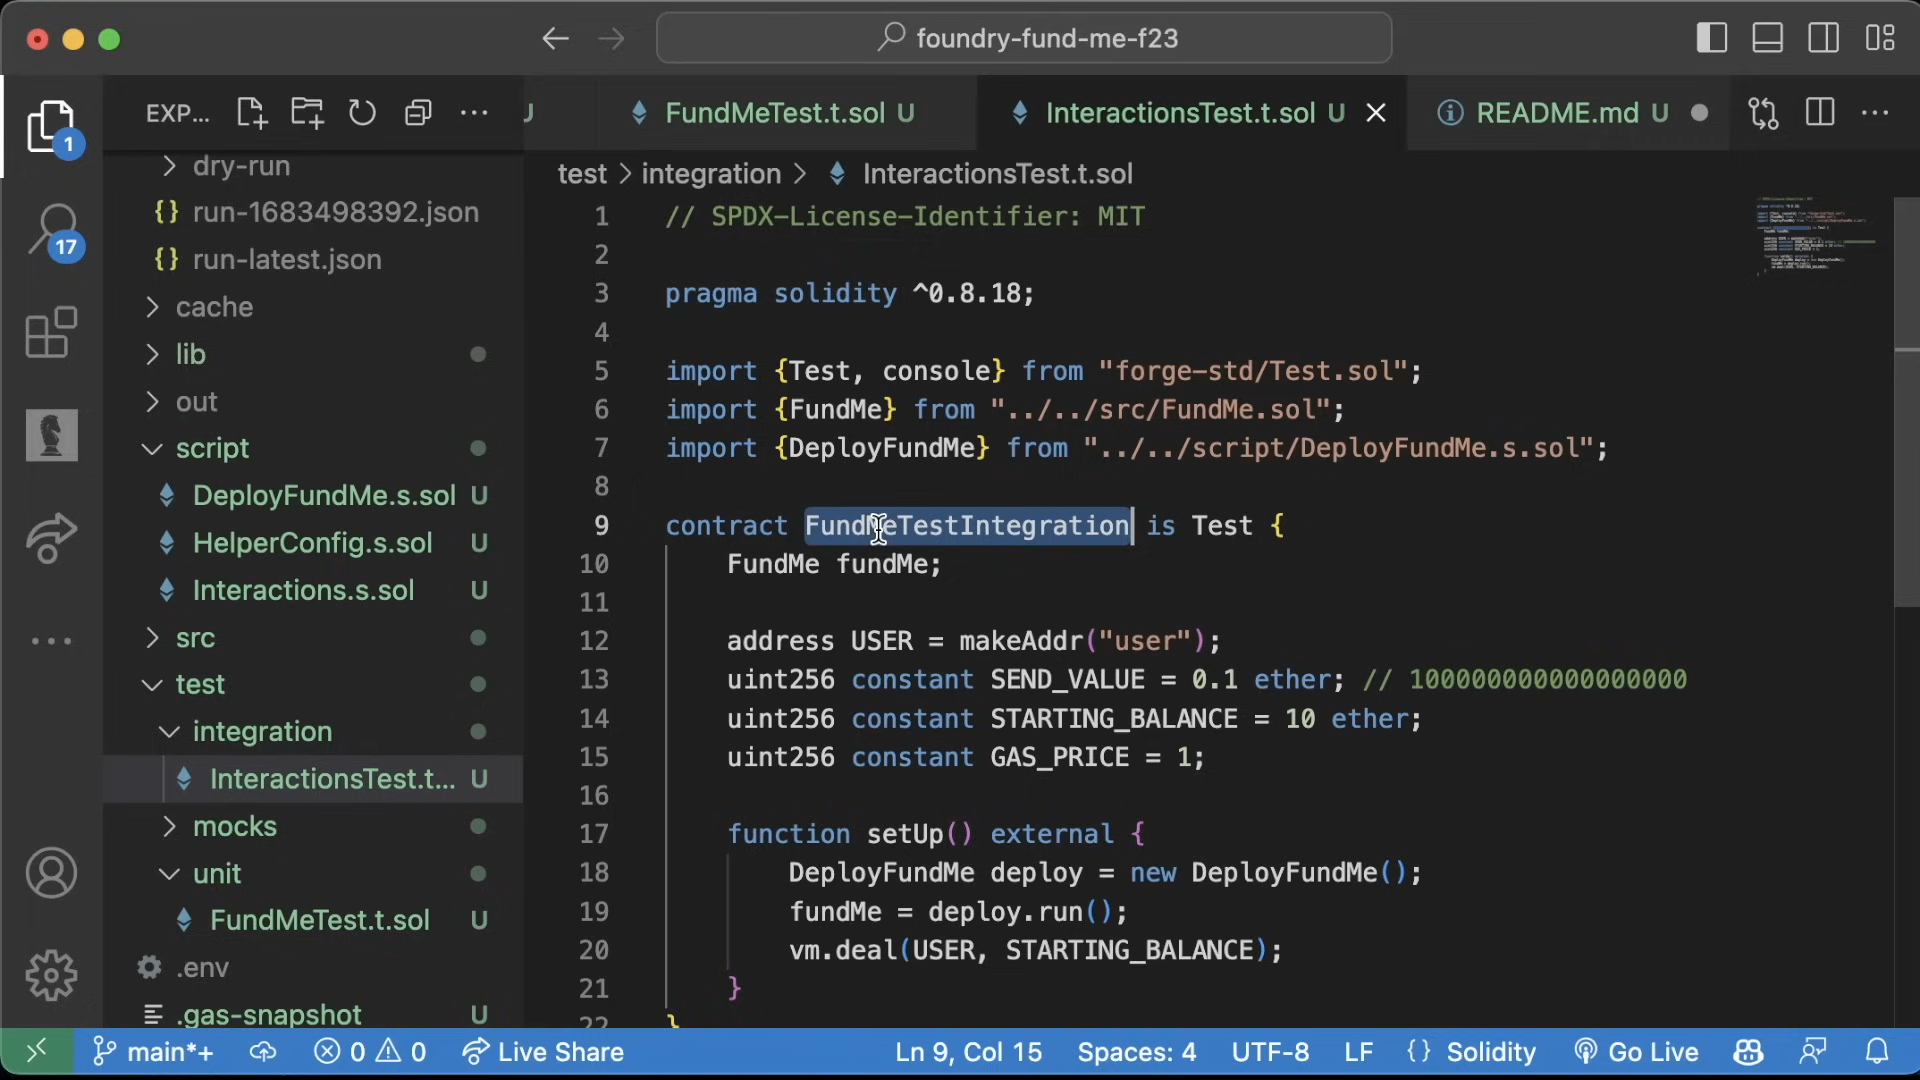 foundry-fund-me-f23
EXP...
U
FundMeTest.t.sol U
InteractionsTest.t.sol U
README.md U
1
17
dry-run
{} run-1683498392.json
{} run-latest.json
cache
lib
out
script
DeployFundMe.s.sol U
HelperConfig.s.sol U
Interactions.s.sol U
src
test
integration
InteractionsTest.t... U
mocks
unit
FundMeTest.t.sol U
.env
.gas-snapshot U
test > integration > InteractionsTest.t.sol
1 // SPDX-License-Identifier: MIT
2
3 pragma solidity ^0.8.18;
4
5 import {Test, console} from "forge-std/Test.sol";
6 import {FundMe} from "../../src/FundMe.sol";
7 import {DeployFundMe} from "../../script/DeployFundMe.s.sol";
8
9 contract FundMeTestIntegration is Test {
10 FundMe fundMe;
11
12 address USER = makeAddr("user");
13 uint256 constant SEND_VALUE = 0.1 ether; // 100000000000000000
14 uint256 constant STARTING_BALANCE = 10 ether;
15 uint256 constant GAS_PRICE = 1;
16
17 function setUp() external {
18 DeployFundMe deploy = new DeployFundMe();
19 fundMe = deploy.run();
20 vm.deal(USER, STARTING_BALANCE);
21 }
22 }
main*+ 0 0 Live Share Ln 9, Col 15 Spaces: 4 UTF-8 LF {} Solidity Go Live